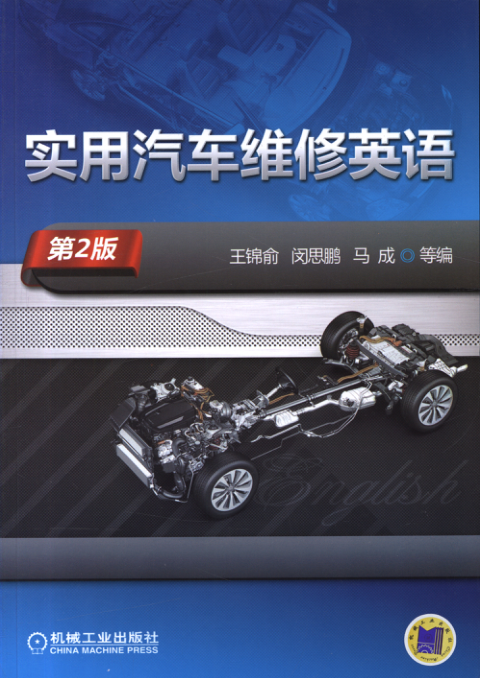 实用汽车维修英语
第2版
王锦俞 闵思鹏 马 成 ◎ 等编
English
机械工业出版社
CHINA MACHINE PRESS